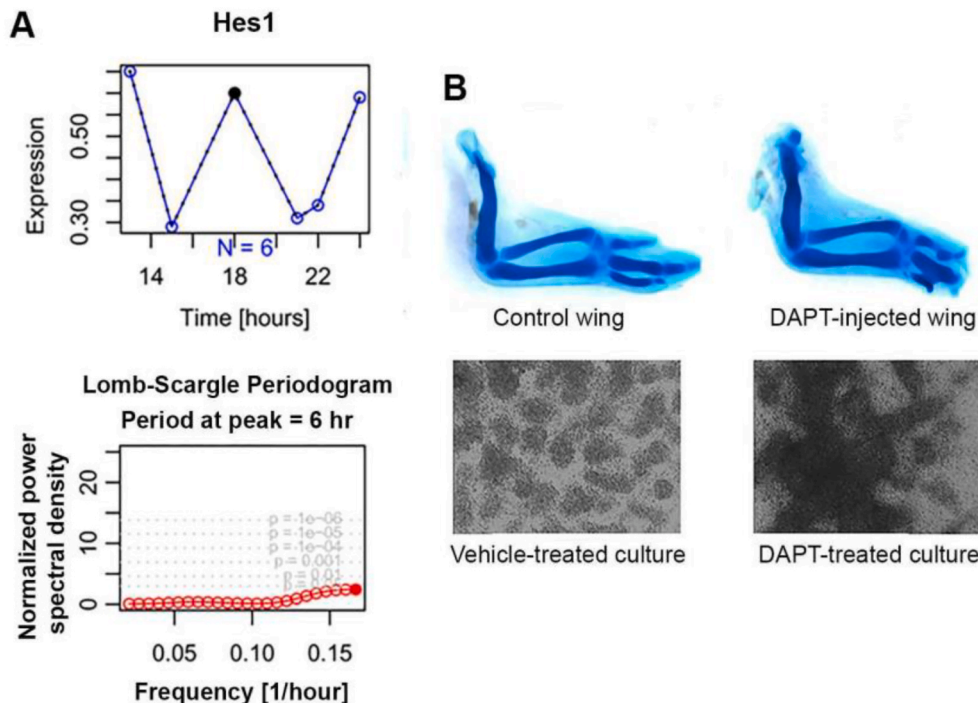 A
Hes1
Expression
0.50
0.30
N = 6
14
18
22
Time [hours]
Lomb-Scargle Periodogram
Period at peak = 6 hr
Normalized power
spectral density
20
10
0
p = 1e-06
p = 1e-05
p = 1e-04
p = 0.001
p = 0.01
0.05
0.10
0.15
Frequency [1/hour]
B
Control wing
DAPT-injected wing
Vehicle-treated culture
DAPT-treated culture